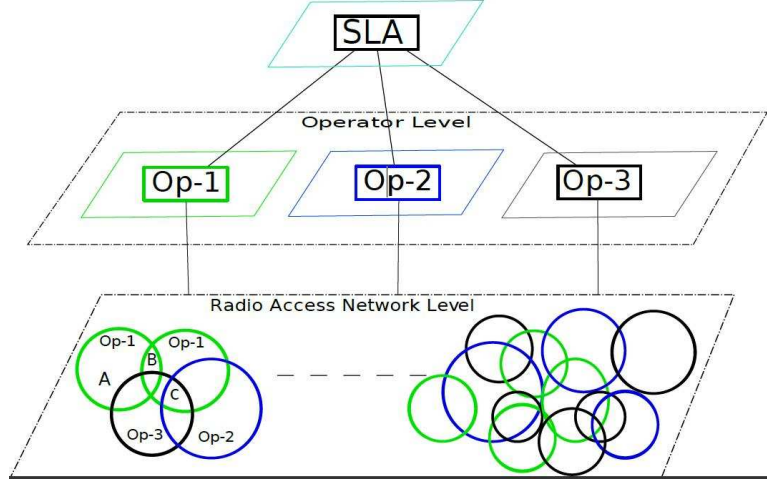 SLA
Operator Level
Op-1
Op-2
Op-3
Radio Access Network Level
Op-1
Op-1
B
A
C
Op-3
Op-2